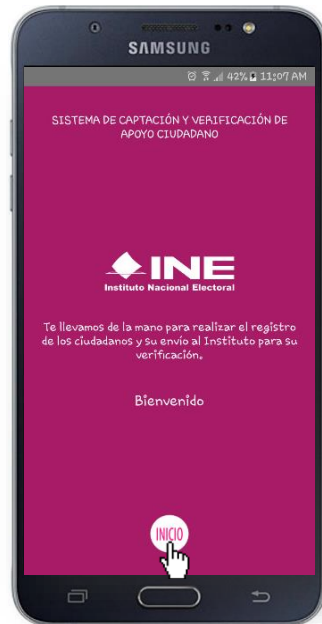 SAMSUNG
42% 11:07 AM
SISTEMA DE CAPTACIÓN Y VERIFICACIÓN DE
APOYO CIUDADANO
INE
Instituto Nacional Electoral
Te llevamos de la mano para realizar el registro
de los ciudadanos y su envío al Instituto para su
verificación.
Bienvenido
INICIO